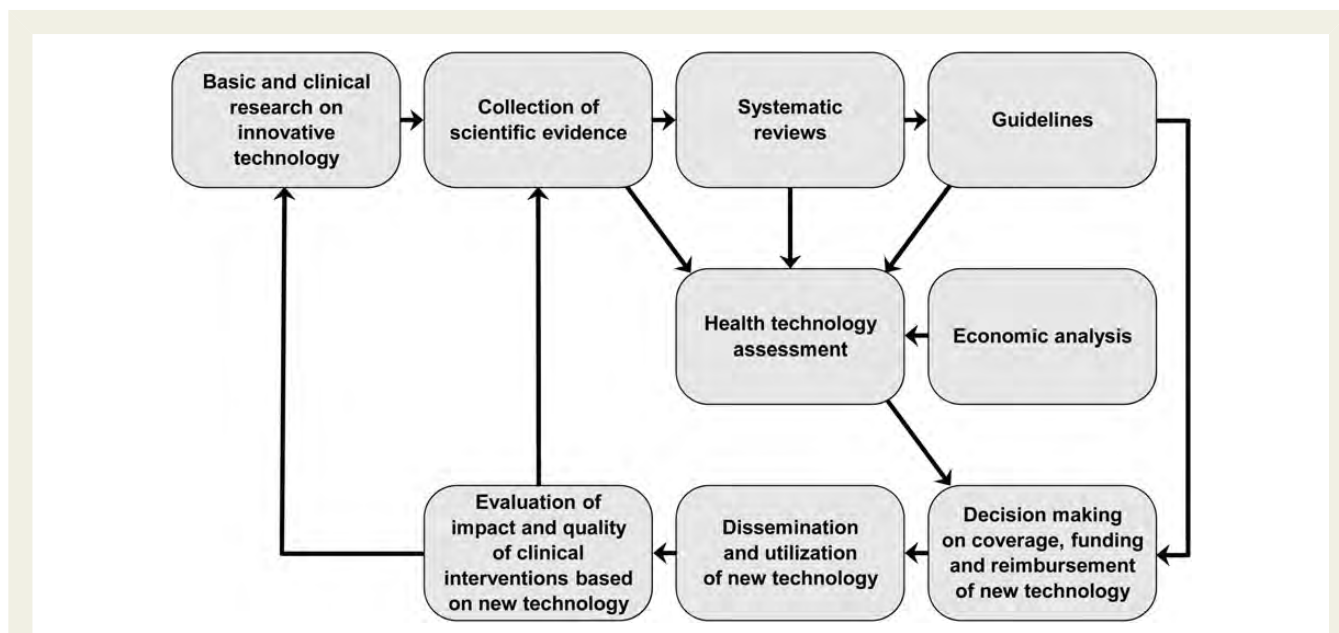 Basic and clinical
research on
innovative
technology
Collection of
scientific evidence
Systematic
reviews
Guidelines
Health technology
assessment
Economic analysis
Evaluation of
impact and quality
of clinical
interventions based
on new technology
Dissemination
and utilization
of new technology
Decision making
on coverage, funding
and reimbursement
of new technology